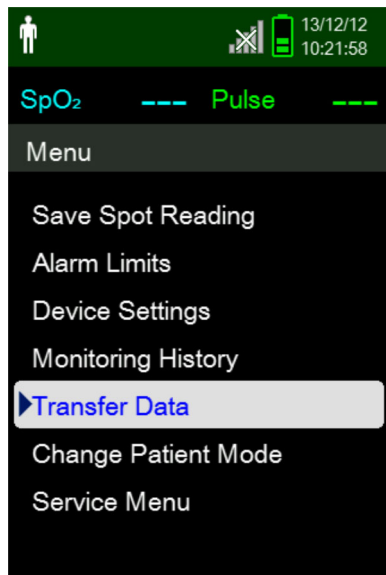 13/12/12
10:21:58
SpO₂ --- Pulse ---
Menu
Save Spot Reading
Alarm Limits
Device Settings
Monitoring History
Transfer Data
Change Patient Mode
Service Menu